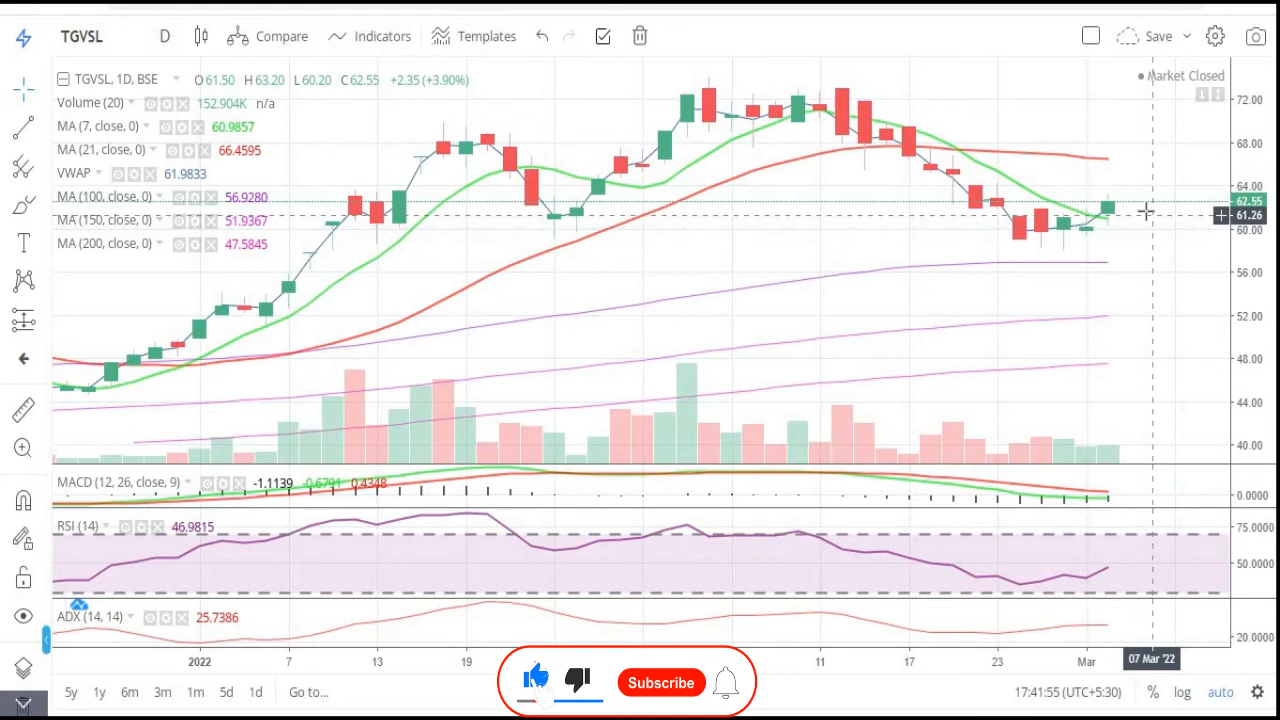 TGVSL D Compare Indicators Templates Save
TGVSL, 1D, BSE O61.50 H63.20 L60.20 C62.55 +2.35 (+3.90%)
Market Closed
Volume (20) 152.904K n/a
MA (7, close, 0) 60.9857
MA (21, close, 0) 66.4595
VWAP 61.9833
MA (100, close, 0) 56.9280
MA (150, close, 0) 51.9367
MA (200, close, 0) 47.5845
72.00
68.00
64.00
62.55
61.26
60.00
56.00
52.00
48.00
44.00
40.00
MACD (12, 26, close, 9) -1.1139 -0.6791 0.4348
0.0000
RSI (14) 46.9815
75.0000
50.0000
ADX (14, 14) 25.7386
20.0000
2022 7 13 19 11 17 23 Mar 07 Mar '22
5y 1y 6m 3m 1m 5d 1d Go to... 17:41:55 (UTC+5:30) % log auto
Subscribe